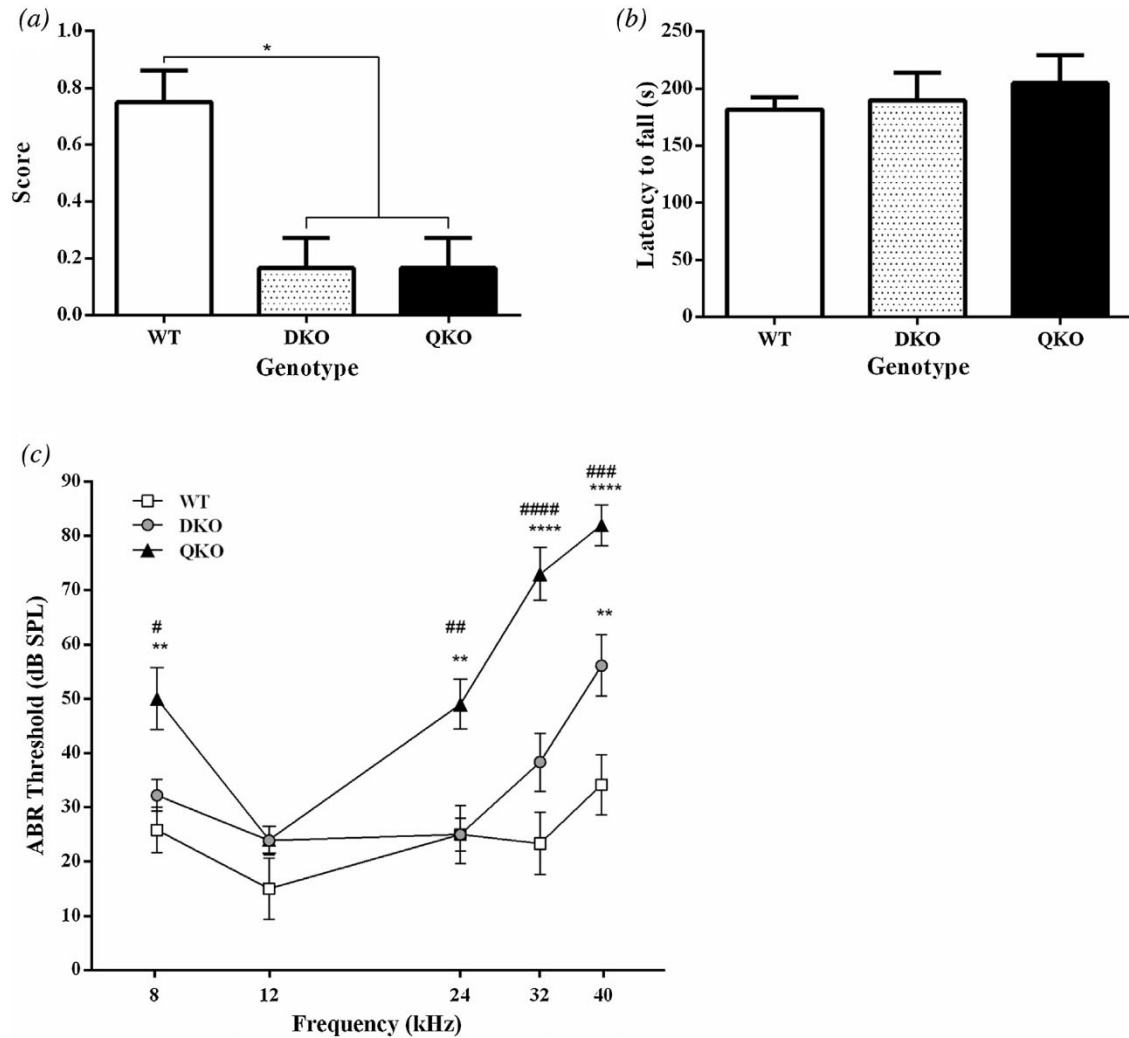 (a)
1.0
0.8
0.6
0.4
0.2
0.0
Score
*
WT
DKO
QKO
Genotype
(b)
250
200
150
100
50
0
Latency to fall (s)
WT
DKO
QKO
Genotype
(c)
90
80
70
60
50
40
30
20
10
0
ABR Threshold (dB SPL)
WT
DKO
QKO
#
**
##
**
####
****
###
****
**
8
12
24
32
40
Frequency (kHz)